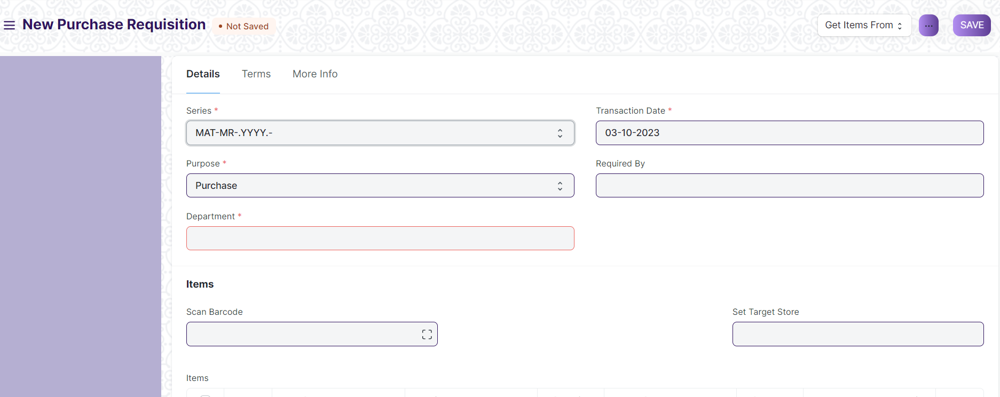 New Purchase Requisition
• Not Saved
Get Items From
...
SAVE
Details
Terms
More Info
Series *
Transaction Date *
MAT-MR-.YYYY.-
03-10-2023
Purpose *
Required By
Purchase
Department *
Items
Scan Barcode
Set Target Store
Items